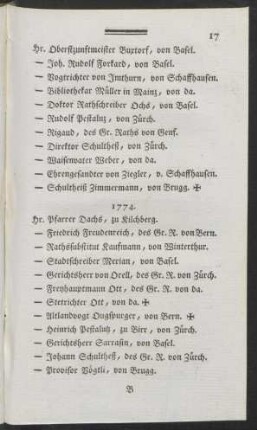 17
Hr. Oberstzunftmeister Buxtorf, von Basel.
— Joh. Rudolf Forkard, von Basel.
— Vogtrichter von Imthurn, von Schaffhausen.
— Bibliothekar Müller in Mainz, von da.
— Doktor Rathschreiber Ochs, von Basel.
— Rudolf Pestaluz, von Zürch.
— Rigaud, des Gr. Raths von Genf.
— Direktor Schultheß, von Zürch.
— Waisenvater Weber, von da.
— Ehrengesandter von Ziegler, v. Schaffhausen.
— Schultheiß Zimmermann, von Brugg. ✠
1774.
Hr. Pfarrer Dachs, zu Kilchberg.
— Friedrich Freudenreich, des Gr. R. von Bern.
— Rathssubstitut Kaufmann, von Winterthur.
— Stadtschreiber Merian, von Basel.
— Gerichtsherr von Orell, des Gr. R. von Zürch.
— Freyhauptmann Ott, des Gr. R. von da.
— Stetrichter Ott, von da. ✠
— Altlandvogt Ougspurger, von Bern. ✠
— Heinrich Pestaluz, zu Birr, von Zürch.
— Gerichtsherr Sarrasin, von Basel.
— Johann Schultheß, des Gr. R. von Zürch.
— Provisor Vögtli, von Brugg.
B